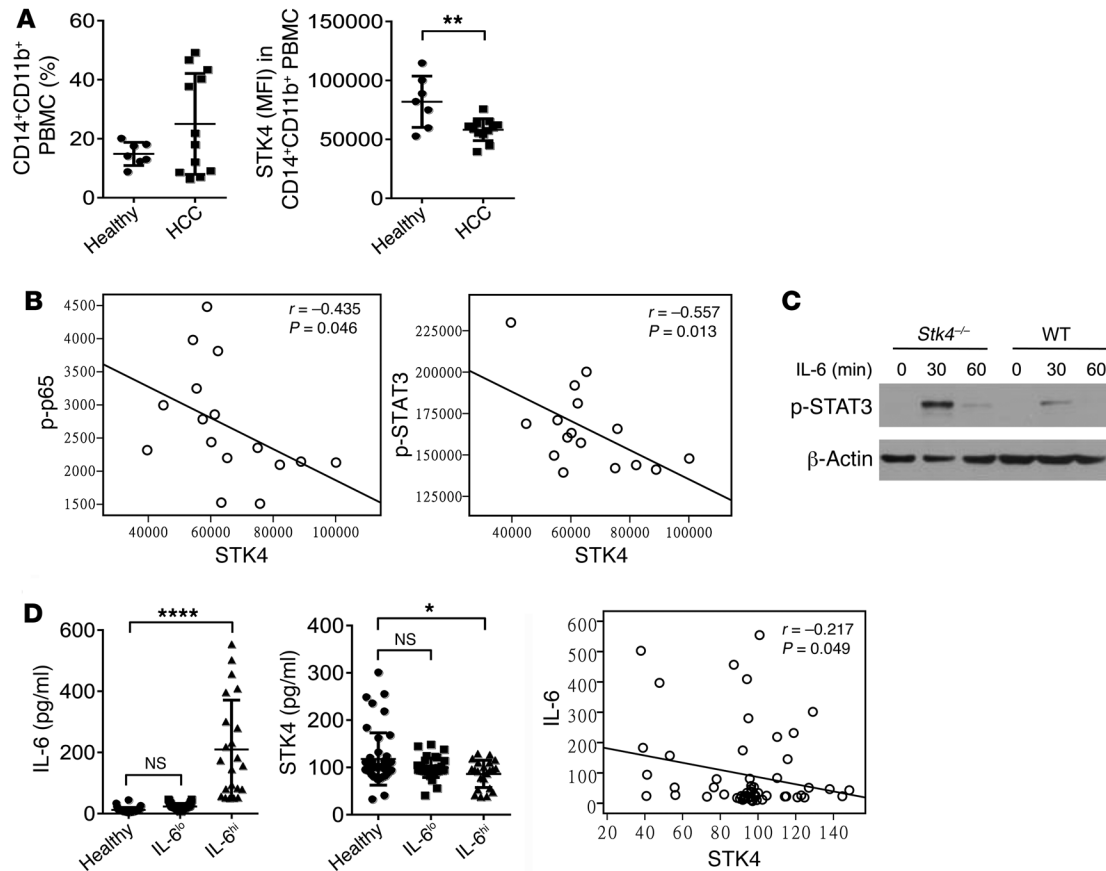 A
CD14+CD11b+
PBMC (%)
60
40
20
0
Healthy
HCC
STK4 (MFI) in
CD14+CD11b+ PBMC
150000
100000
50000
0
**
Healthy
HCC
B
p-p65
4500
4000
3500
3000
2500
2000
1500
r = –0.435
P = 0.046
40000 60000 80000 100000
STK4
p-STAT3
225000
200000
175000
150000
125000
r = –0.557
P = 0.013
40000 60000 80000 100000
STK4
C
Stk4–/– WT
IL-6 (min) 0 30 60 0 30 60
p-STAT3
β-Actin
D
IL-6 (pg/ml)
600
400
200
0
****
NS
Healthy
IL-6lo
IL-6hi
STK4 (pg/ml)
400
300
200
100
0
*
NS
Healthy
IL-6lo
IL-6hi
IL-6
600
500
400
300
200
100
0
r = –0.217
P = 0.049
20 40 60 80 100 120 140
STK4